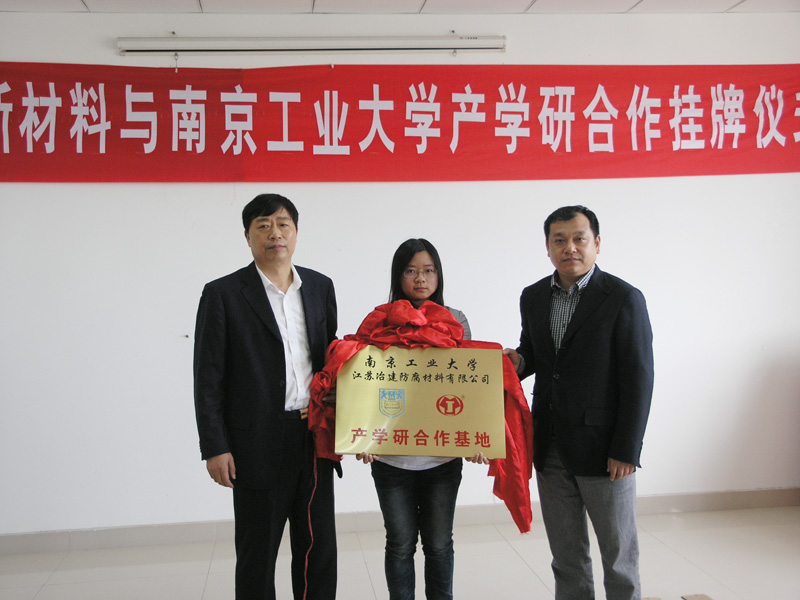 新材料与南京工业大学产学研合作挂牌仪式
南京工业大学
江苏冶建防腐材料有限公司
产学研合作基地